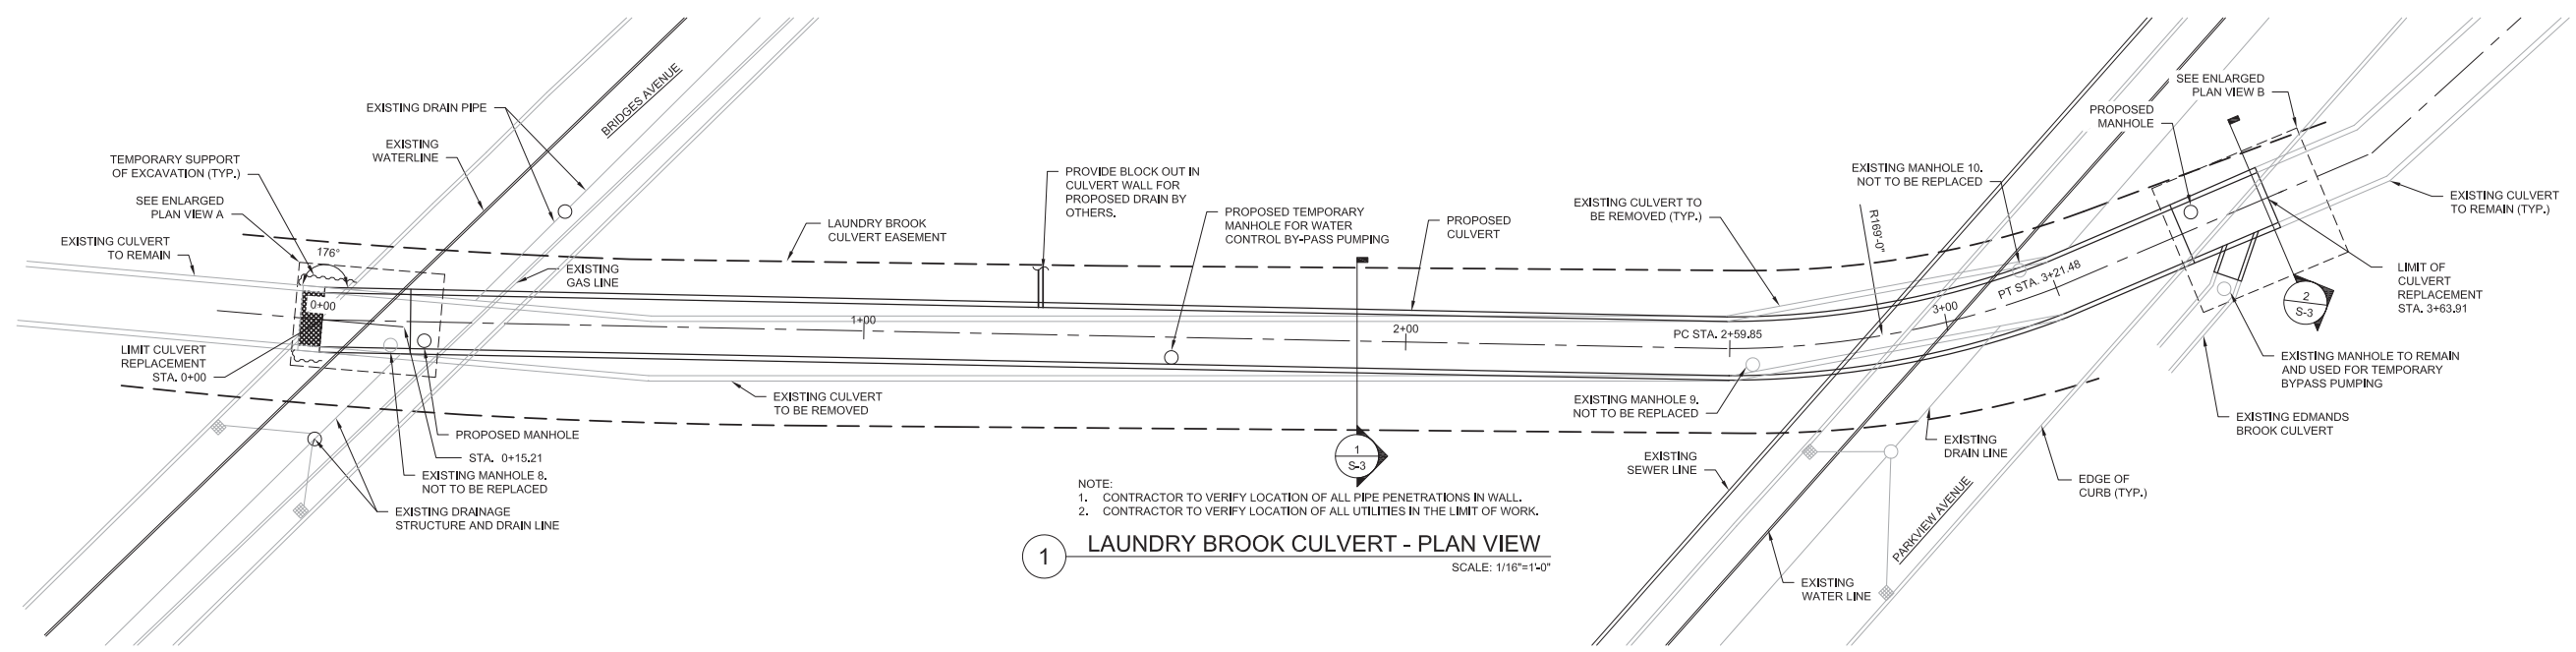 EXISTING DRAIN PIPE
BRIDGES AVENUE
EXISTING
WATERLINE
TEMPORARY SUPPORT
OF EXCAVATION (TYP.)
SEE ENLARGED
PLAN VIEW A
EXISTING CULVERT
TO REMAIN
176°
0+00
LIMIT CULVERT
REPLACEMENT
STA. 0+00
EXISTING
GAS LINE
LAUNDRY BROOK
CULVERT EASEMENT
PROVIDE BLOCK OUT IN
CULVERT WALL FOR
PROPOSED DRAIN BY
OTHERS.
PROPOSED TEMPORARY
MANHOLE FOR WATER
CONTROL BY-PASS PUMPING
PROPOSED
CULVERT
EXISTING CULVERT TO
BE REMOVED (TYP.)
EXISTING MANHOLE 10.
NOT TO BE REPLACED
R169'-0"
PROPOSED
MANHOLE
SEE ENLARGED
PLAN VIEW B
EXISTING CULVERT
TO REMAIN (TYP.)
LIMIT OF
CULVERT
REPLACEMENT
STA. 3+63.91
2
S-3
1+00
2+00
PC STA. 2+59.85
3+00
PT STA. 3+21.48
EXISTING MANHOLE TO REMAIN
AND USED FOR TEMPORARY
BYPASS PUMPING
EXISTING EDMANDS
BROOK CULVERT
EXISTING CULVERT
TO BE REMOVED
PROPOSED MANHOLE
STA. 0+15.21
EXISTING MANHOLE 8.
NOT TO BE REPLACED
EXISTING DRAINAGE
STRUCTURE AND DRAIN LINE
EXISTING MANHOLE 9.
NOT TO BE REPLACED
1
S-3
EXISTING
SEWER LINE
EXISTING
DRAIN LINE
EDGE OF
CURB (TYP.)
PARKVIEW AVENUE
EXISTING
WATER LINE
NOTE:
1. CONTRACTOR TO VERIFY LOCATION OF ALL PIPE PENETRATIONS IN WALL.
2. CONTRACTOR TO VERIFY LOCATION OF ALL UTILITIES IN THE LIMIT OF WORK.
1
LAUNDRY BROOK CULVERT - PLAN VIEW
SCALE: 1/16"=1'-0"